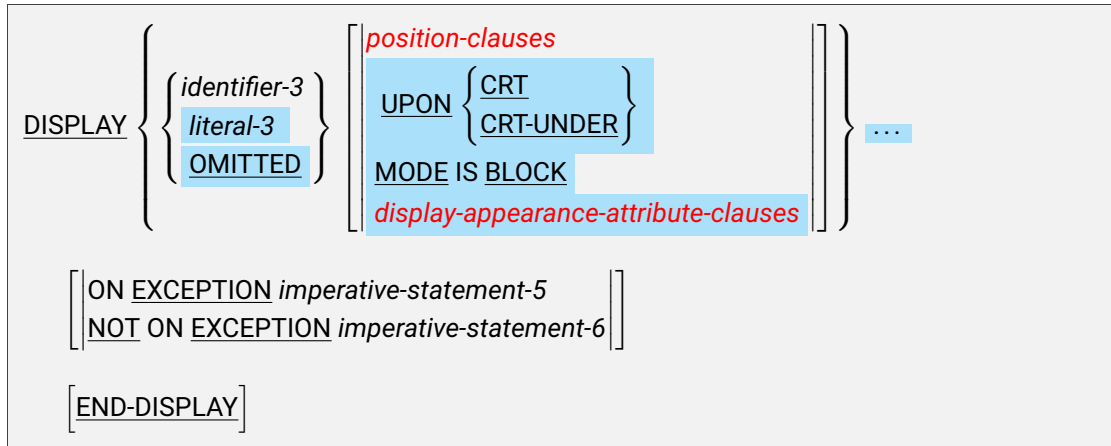 position-clauses
identifier-3
UPON CRT
DISPLAY literal-3 CRT-UNDER ...
OMITTED MODE IS BLOCK
display-appearance-attribute-clauses
ON EXCEPTION imperative-statement-5
NOT ON EXCEPTION imperative-statement-6
END-DISPLAY